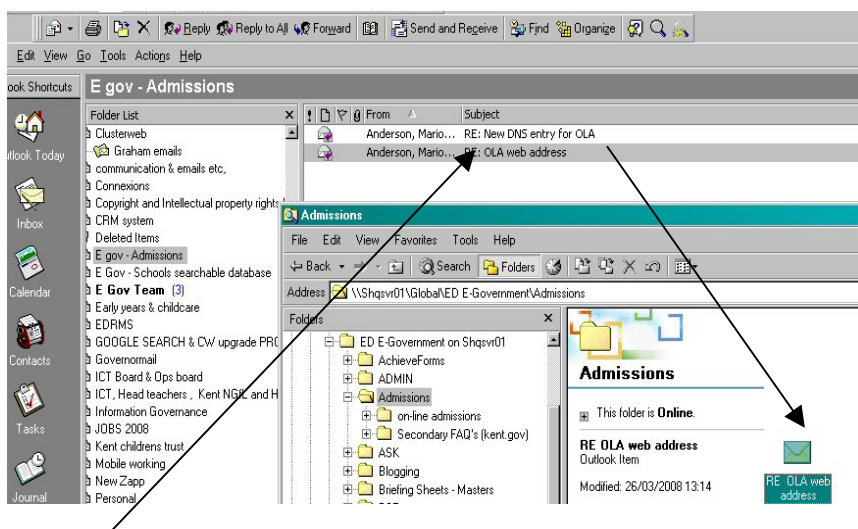 Reply Reply to All Forward Send and Receive Find Organize
Edit View Go Tools Actions Help
ook Shortcuts
E gov - Admissions
utlook Today
Inbox
Calendar
Contacts
Tasks
Journal
Folder List
Clusterweb
Graham emails
communication & emails etc,
Connexions
Copyright and Intellectual property rights
CRM system
Deleted Items
E gov - Admissions
E Gov - Schools searchable database
E Gov Team (3)
Early years & childcare
EDRMS
GOOGLE SEARCH & CW upgrade PRO
Governormail
ICT Board & Ops board
ICT, Head teachers , Kent NGfL and H
Information Governance
JOBS 2008
Kent childrens trust
Mobile working
New Zapp
Personal
From Subject
Anderson, Mario... RE: New DNS entry for OLA
Anderson, Mario... RE: OLA web address
Admissions
File Edit View Favorites Tools Help
Back Search Folders
Address \\Shqsvr01\Global\ED E-Government\Admissions
Folders
ED E-Government on Shqsvr01
AchieveForms
ADMIN
Admissions
on-line admissions
Secondary FAQ's (kent.gov)
ASK
Blogging
Briefing Sheets - Masters
Admissions
This folder is Online.
RE OLA web address
Outlook Item
Modified: 26/03/2008 13:14
RE OLA web
address